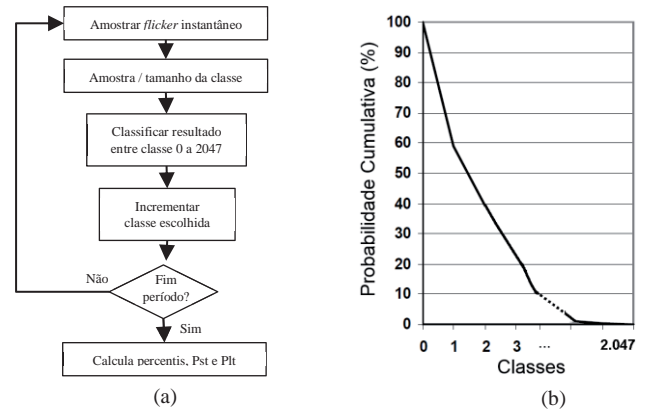 Amostrar flicker instantâneo
Amostra / tamanho da classe
Classificar resultado
entre classe 0 a 2047
Incrementar
classe escolhida
Não
Fim
período?
Sim
Calcula percentis, Pst e Plt
(a)
Probabilidade Cumulativa (%)
100
90
80
70
60
50
40
30
20
10
0
0 1 2 3 ... 2.047
Classes
(b)